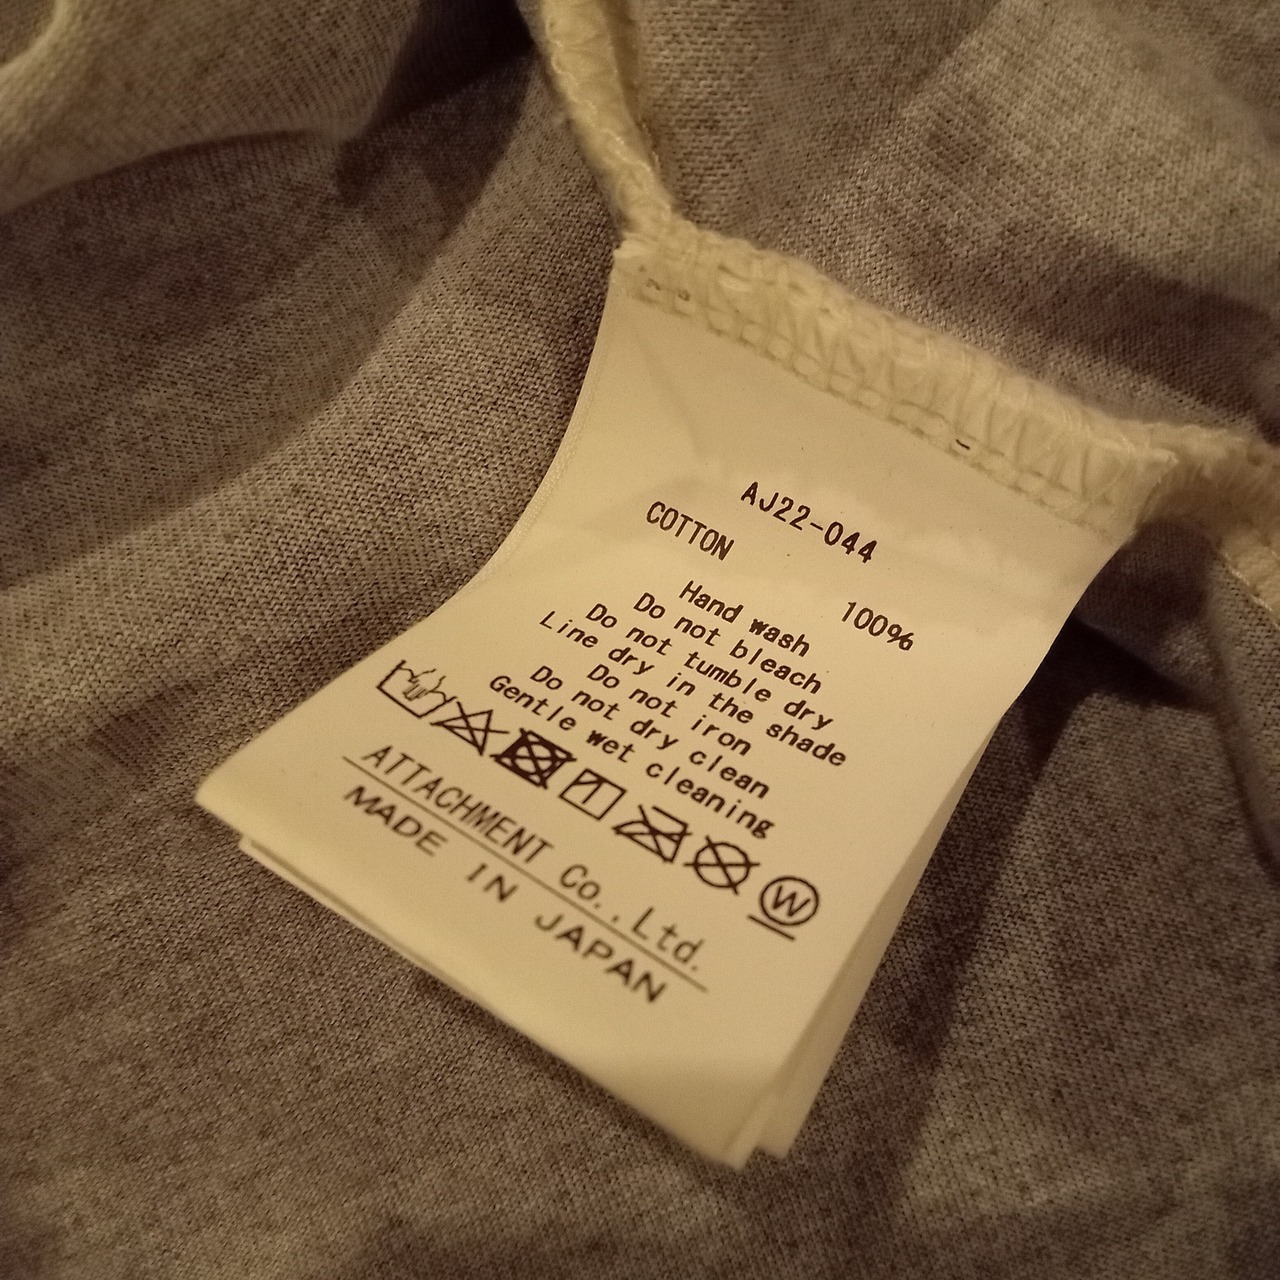 AJ22-044
COTTON 100%
Hand wash
Do not bleach
Do not tumble dry
Line dry in the shade
Do not iron
Do not dry clean
Gentle wet cleaning
W
ATTACHMENT Co.,Ltd.
MADE IN JAPAN